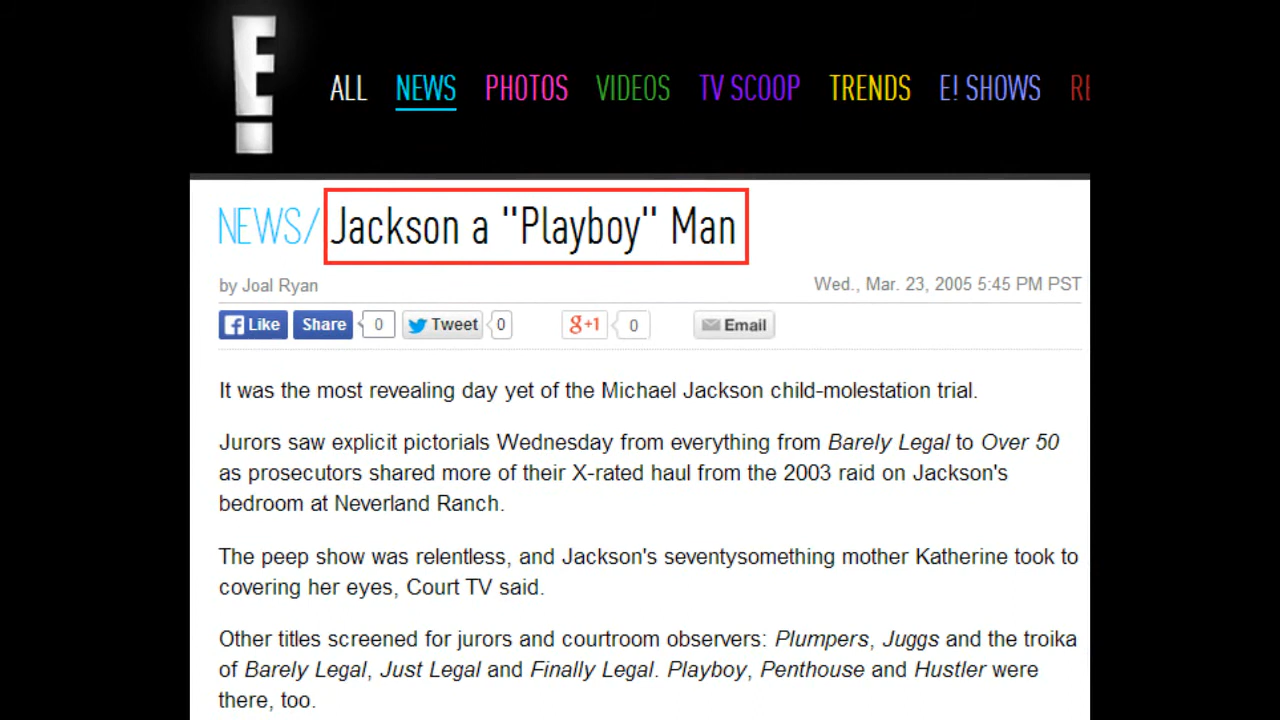 E!
ALL NEWS PHOTOS VIDEOS TV SCOOP TRENDS E! SHOWS
NEWS/ Jackson a "Playboy" Man
by Joal Ryan Wed., Mar. 23, 2005 5:45 PM PST
Like Share 0 Tweet 0 g+1 0 Email
It was the most revealing day yet of the Michael Jackson child-molestation trial.
Jurors saw explicit pictorials Wednesday from everything from Barely Legal to Over 50
as prosecutors shared more of their X-rated haul from the 2003 raid on Jackson's
bedroom at Neverland Ranch.
The peep show was relentless, and Jackson's seventysomething mother Katherine took to
covering her eyes, Court TV said.
Other titles screened for jurors and courtroom observers: Plumpers, Juggs and the troika
of Barely Legal, Just Legal and Finally Legal. Playboy, Penthouse and Hustler were
there, too.